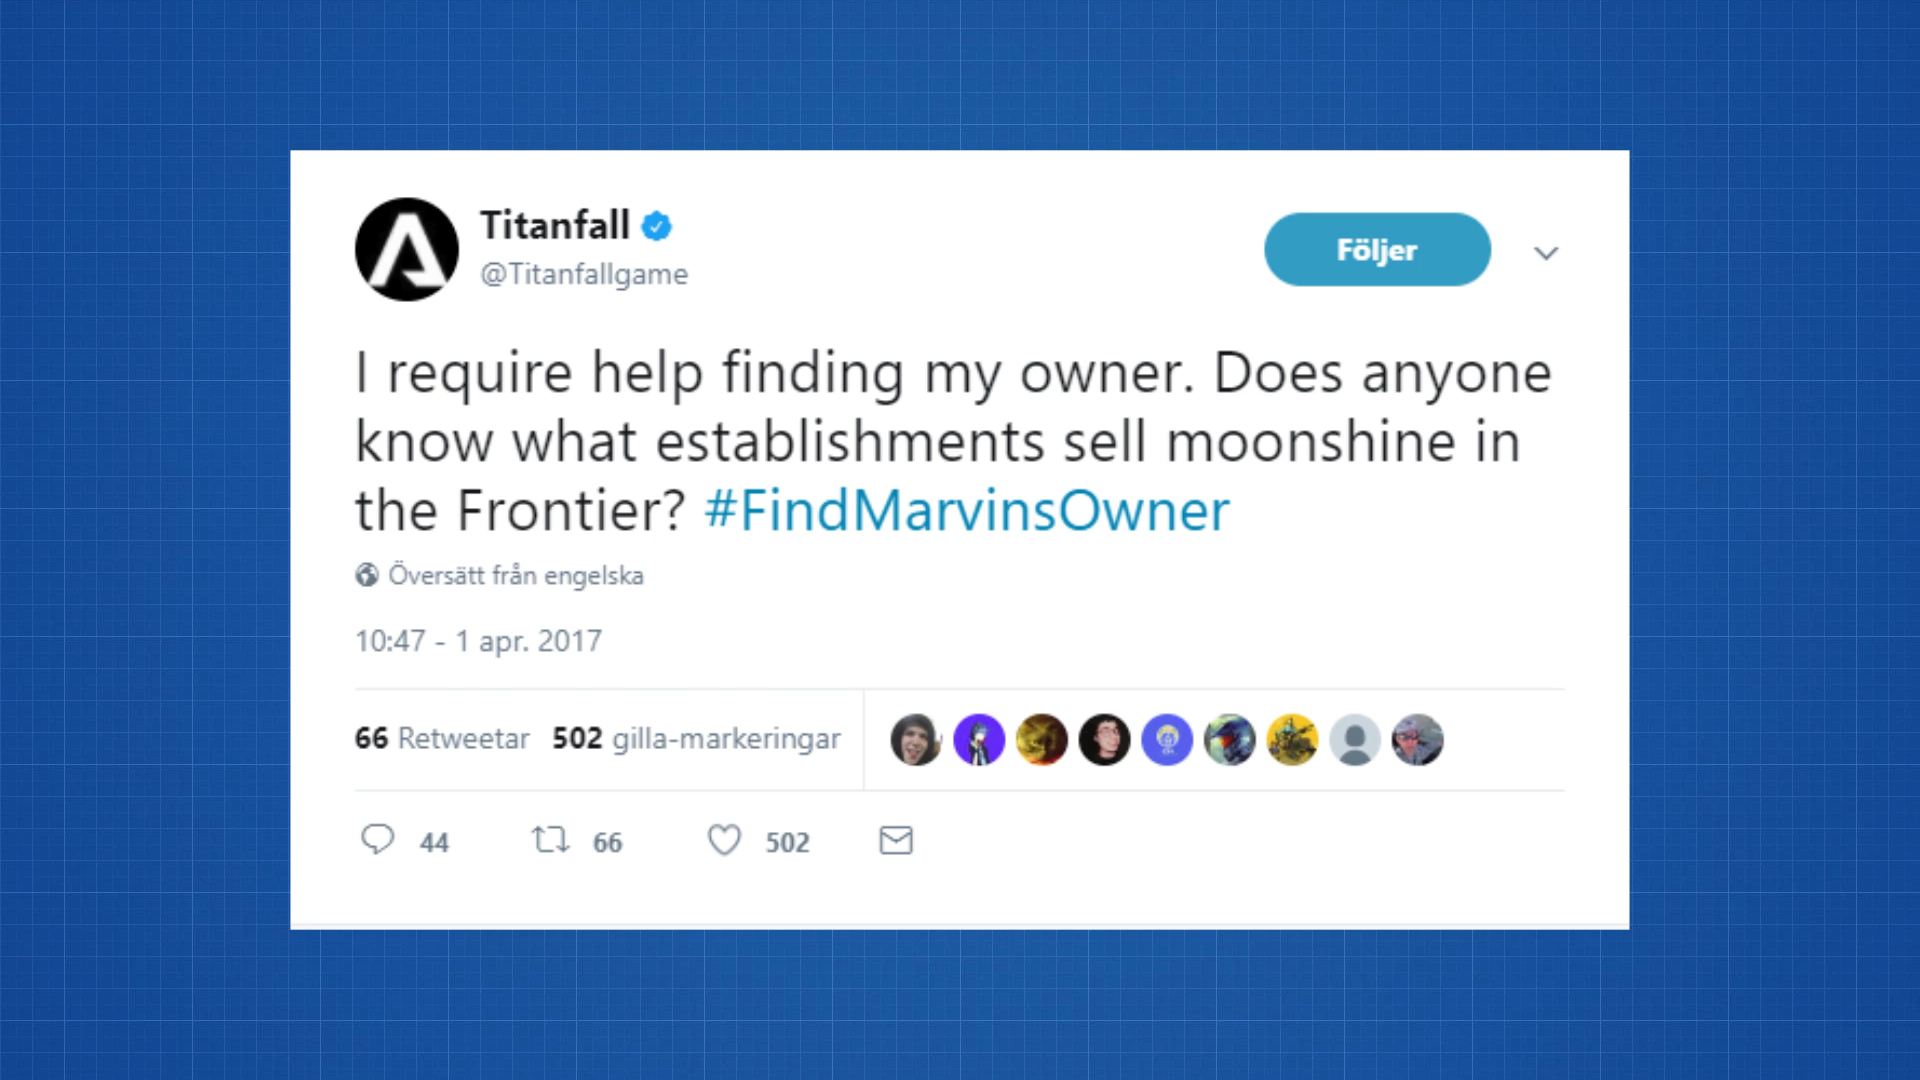 Titanfall
@Titanfallgame
Följer
I require help finding my owner. Does anyone
know what establishments sell moonshine in
the Frontier? #FindMarvinsOwner
Översätt från engelska
10:47 - 1 apr. 2017
66 Retweetar 502 gilla-markeringar
44 66 502